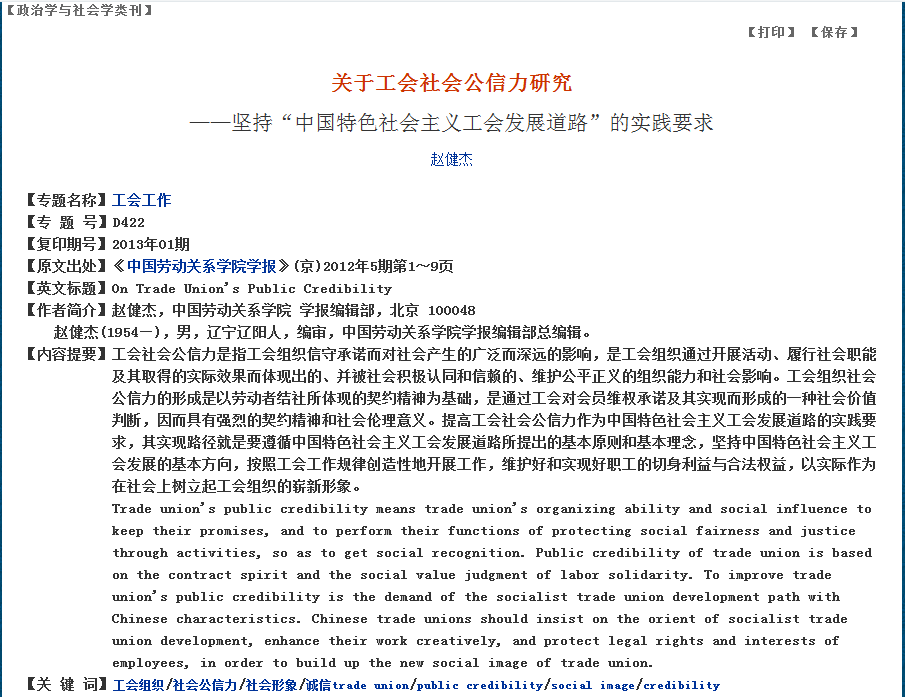 【政治学与社会学类刊】
【打印】 【保存】
关于工会社会公信力研究
——坚持“中国特色社会主义工会发展道路”的实践要求
赵健杰
【专题名称】工会工作
【专 题 号】D422
【复印期号】2013年01期
【原文出处】《中国劳动关系学院学报》(京)2012年5期第1～9页
【英文标题】On Trade Union's Public Credibility
【作者简介】赵健杰，中国劳动关系学院 学报编辑部，北京 100048
赵健杰(1954－)，男，辽宁辽阳人，编审，中国劳动关系学院学报编辑部总编辑。
【内容提要】工会社会公信力是指工会组织信守承诺而对社会产生的广泛而深远的影响，是工会组织通过开展活动、履行社会职能
及其取得的实际效果而体现出的、并被社会积极认同和信赖的、维护公平正义的组织能力和社会影响。工会组织社会
公信力的形成是以劳动者结社所体现的契约精神为基础，是通过工会对会员维权承诺及其实现而形成的一种社会价值
判断，因而具有强烈的契约精神和社会伦理意义。提高工会社会公信力作为中国特色社会主义工会发展道路的实践要
求，其实现路径就是要遵循中国特色社会主义工会发展道路所提出的基本原则和基本理念，坚持中国特色社会主义工
会发展的基本方向，按照工会工作规律创造性地开展工作，维护好和实现好职工的切身利益与合法权益，以实际作为
在社会上树立起工会组织的崭新形象。
Trade union's public credibility means trade union's organizing ability and social influence to
keep their promises, and to perform their functions of protecting social fairness and justice
through activities, so as to get social recognition. Public credibility of trade union is based
on the contract spirit and the social value judgment of labor solidarity. To improve trade
union's public credibility is the demand of the socialist trade union development path with
Chinese characteristics. Chinese trade unions should insist on the orient of socialist trade
union development, enhance their work creatively, and protect legal rights and interests of
employees, in order to build up the new social image of trade union.
【关 键 词】工会组织/社会公信力/社会形象/诚信trade union/public credibility/social image/credibility